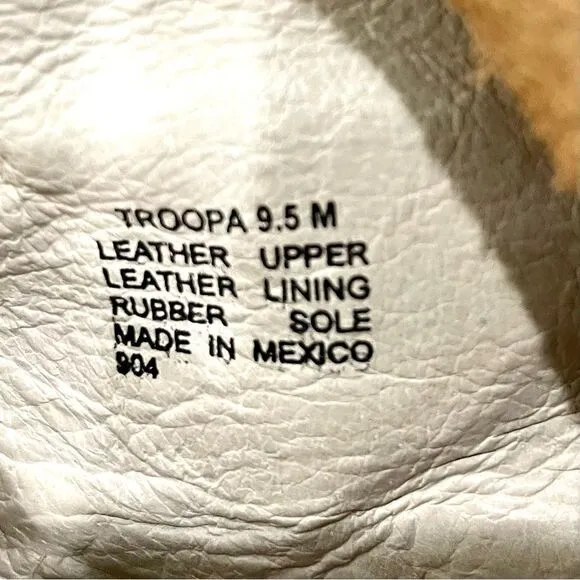 TROOPA 9.5 M
LEATHER UPPER
LEATHER LINING
RUBBER SOLE
MADE IN MEXICO
904